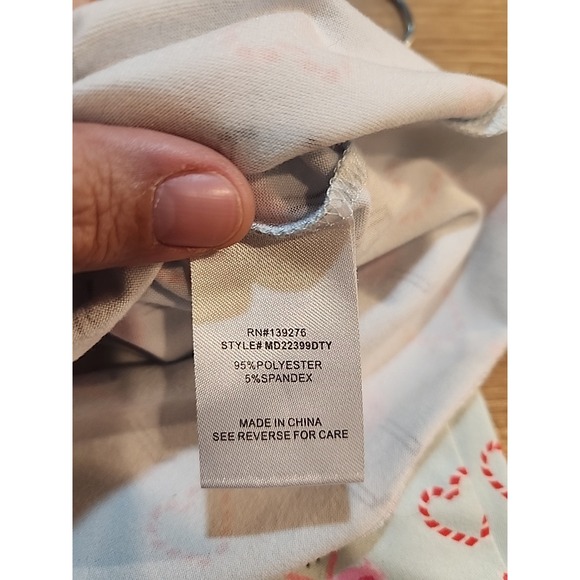 RN#139276
STYLE# MD22399DTY
95%POLYESTER
5%SPANDEX
MADE IN CHINA
SEE REVERSE FOR CARE